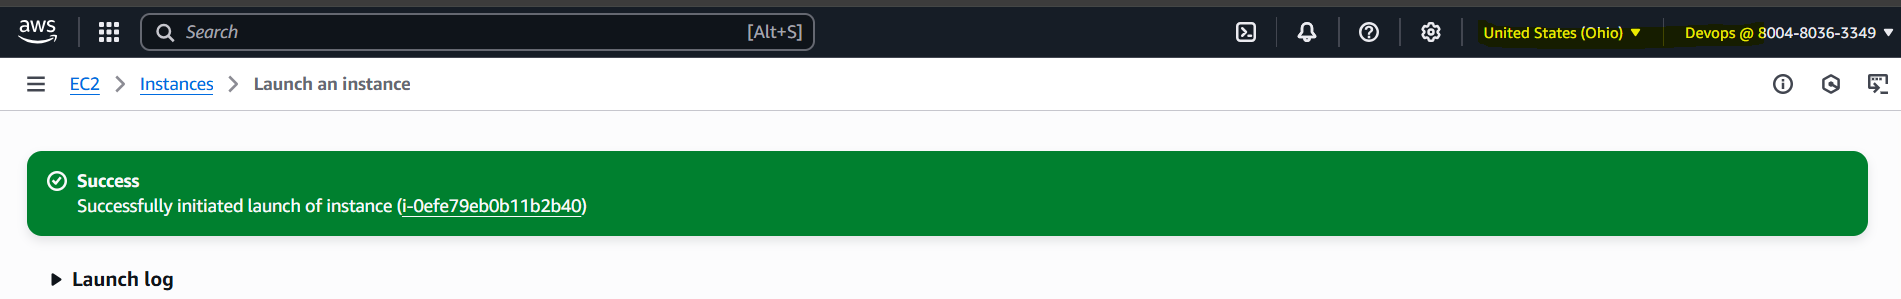 aws Search [Alt+S] United States (Ohio) Devops @ 8004-8036-3349
EC2 Instances Launch an instance
Success
Successfully initiated launch of instance (i-0efe79eb0b11b2b40)
Launch log